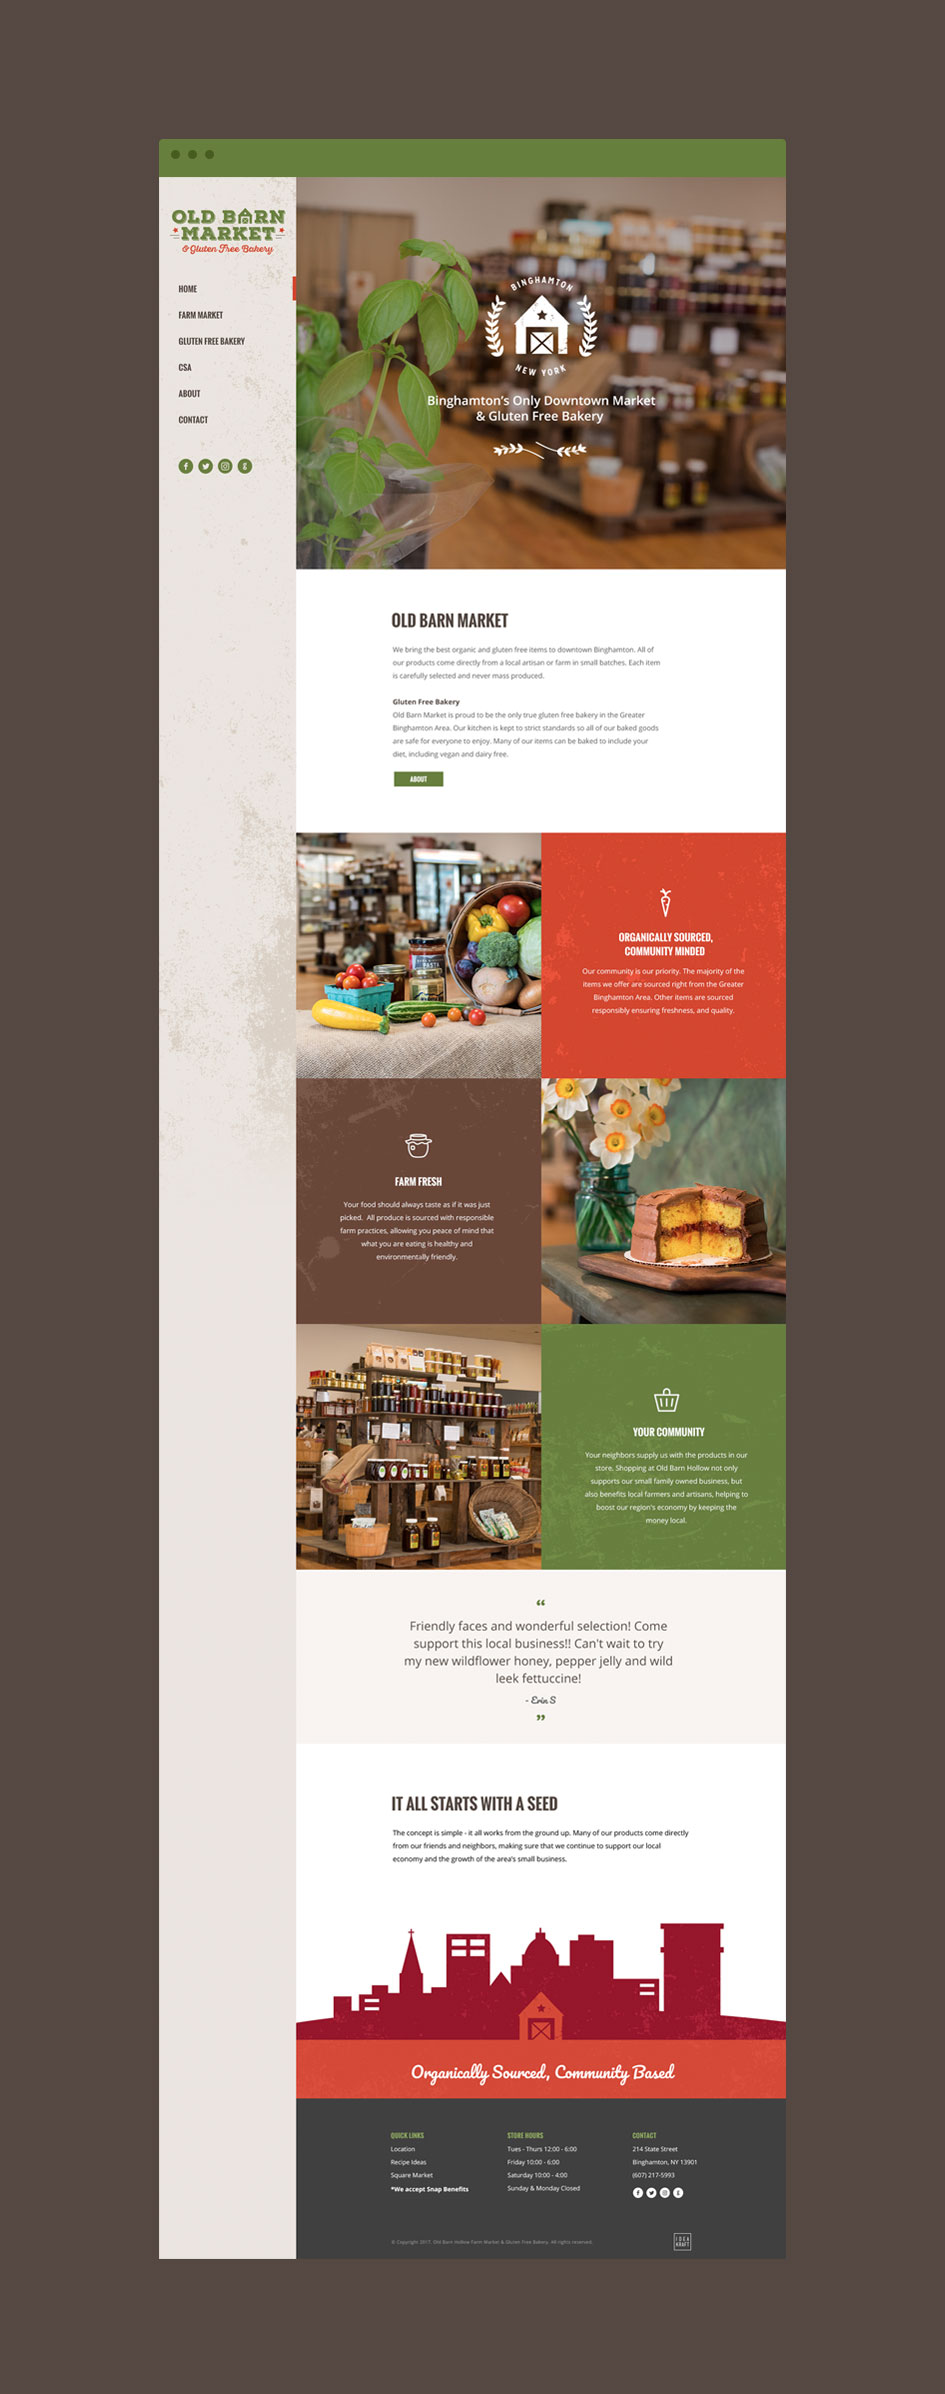 OLD BARN
MARKET
& Gluten Free Bakery
HOME
FARM MARKET
GLUTEN FREE BAKERY
CSA
ABOUT
CONTACT
BINGHAMTON
NEW YORK
Binghamton's Only Downtown Market
& Gluten Free Bakery
OLD BARN MARKET
We bring the best organic and gluten free items to downtown Binghamton. All of
our products come directly from a local artisan or farm in small batches. Each item
is carefully selected and never mass produced.
Gluten Free Bakery
Old Barn Market is proud to be the only true gluten free bakery in the Greater
Binghamton Area. Our kitchen is kept to strict standards so all of our baked goods
are safe for everyone to enjoy. Many of our items can be baked to include your
diet, including vegan and dairy free.
ABOUT
PASTA
ORGANICALLY SOURCED,
COMMUNITY MINDED
Our community is our priority. The majority of the
items we offer are sourced right from the Greater
Binghamton Area. Other items are sourced
responsibly ensuring freshness, and quality.
FARM FRESH
Your food should always taste as if it was just
picked. All produce is sourced with responsible
farm practices, allowing you peace of mind that
what you are eating is healthy and
environmentally friendly.
YOUR COMMUNITY
Your neighbors supply us with the products in our
store. Shopping at Old Barn Hollow not only
supports our small family owned business, but
also benefits local farmers and artisans, helping to
boost our region's economy by keeping the
money local.
“
Friendly faces and wonderful selection! Come
support this local business!! Can't wait to try
my new wildflower honey, pepper jelly and wild
leek fettuccine!
- Erin S
”
IT ALL STARTS WITH A SEED
The concept is simple - it all works from the ground up. Many of our products come directly
from our friends and neighbors, making sure that we continue to support our local
economy and the growth of the area's small business.
Organically Sourced, Community Based
QUICK LINKS
Location
Recipe Ideas
Square Market
*We accept Snap Benefits
STORE HOURS
Tues - Thurs 12:00 - 6:00
Friday 10:00 - 6:00
Saturday 10:00 - 4:00
Sunday & Monday Closed
CONTACT
214 State Street
Binghamton, NY 13901
(607) 217-5993
© Copyright 2017. Old Barn Hollow Farm Market & Gluten Free Bakery. All rights reserved.
IDEA
KRAFT